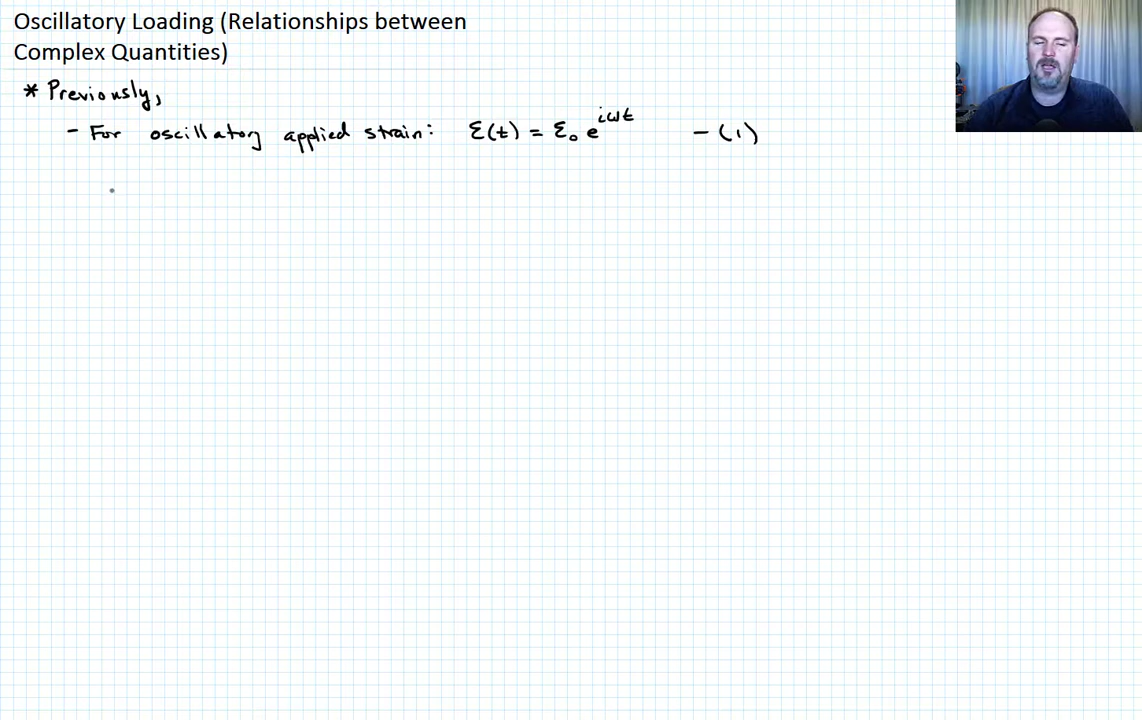 Oscillatory Loading (Relationships between
Complex Quantities)
* Previously,
- For oscillatory applied strain: ε(t) = ε₀ e^{iωt} - (1)